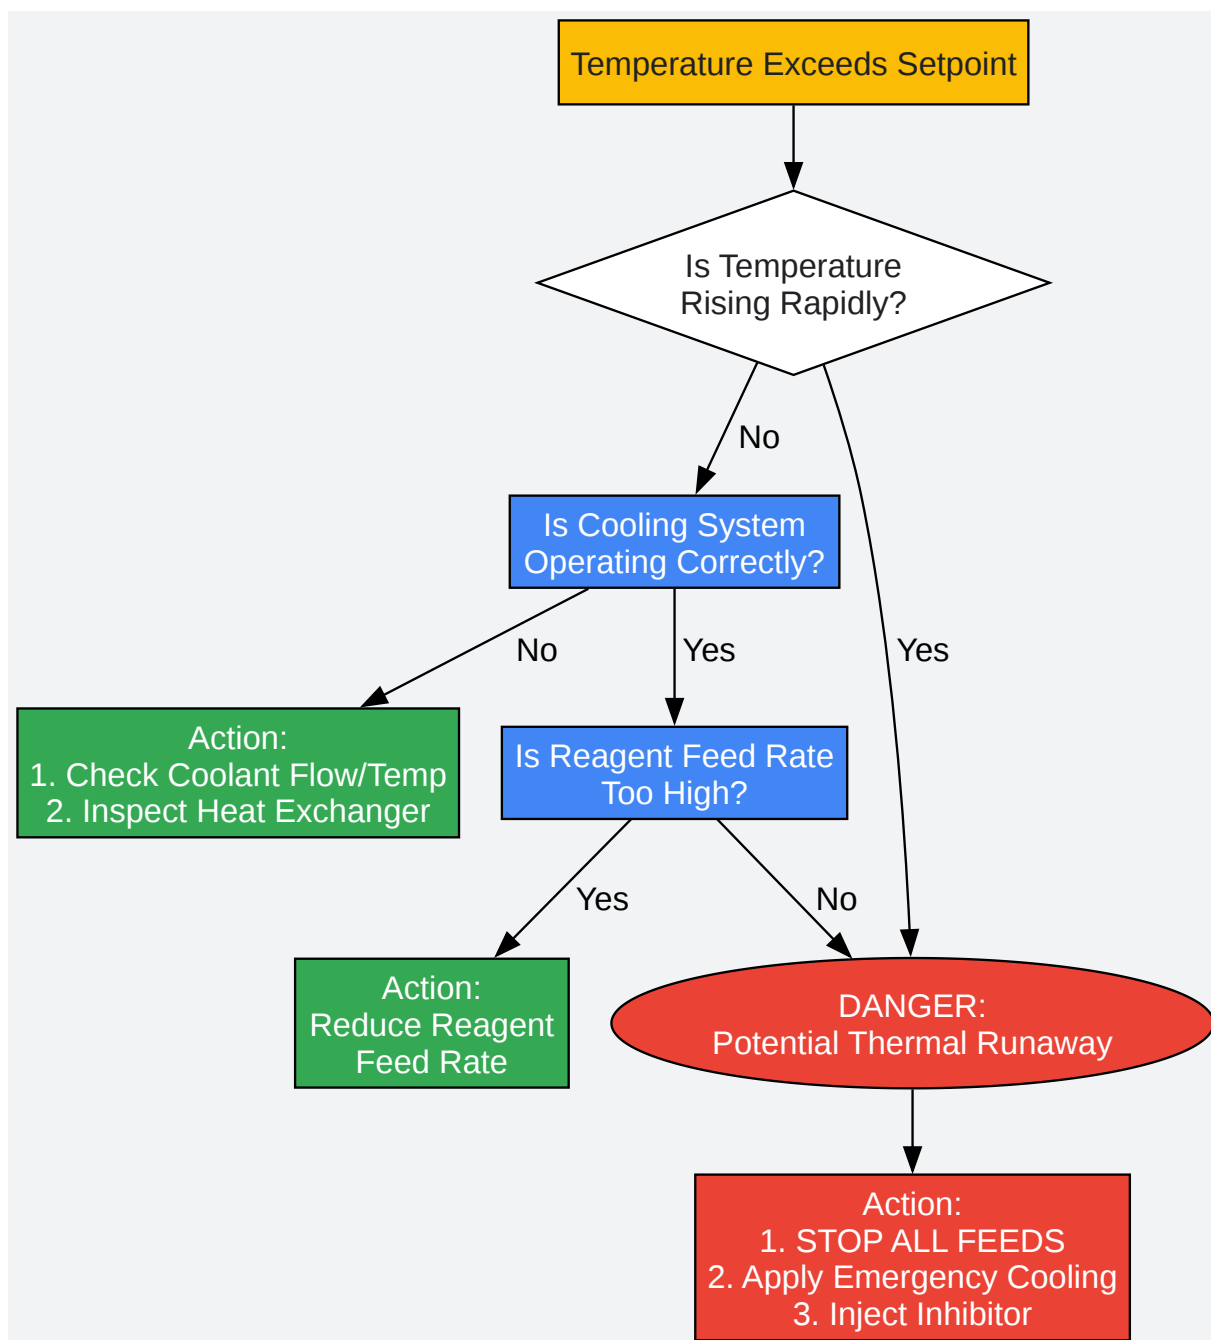 Temperature Exceeds Setpoint
Is Temperature
Rising Rapidly?
No
Is Cooling System
Operating Correctly?
No
Yes
Yes
Action:
1. Check Coolant Flow/Temp
2. Inspect Heat Exchanger
Is Reagent Feed Rate
Too High?
Yes
No
Action:
Reduce Reagent
Feed Rate
DANGER:
Potential Thermal Runaway
Action:
1. STOP ALL FEEDS
2. Apply Emergency Cooling
3. Inject Inhibitor